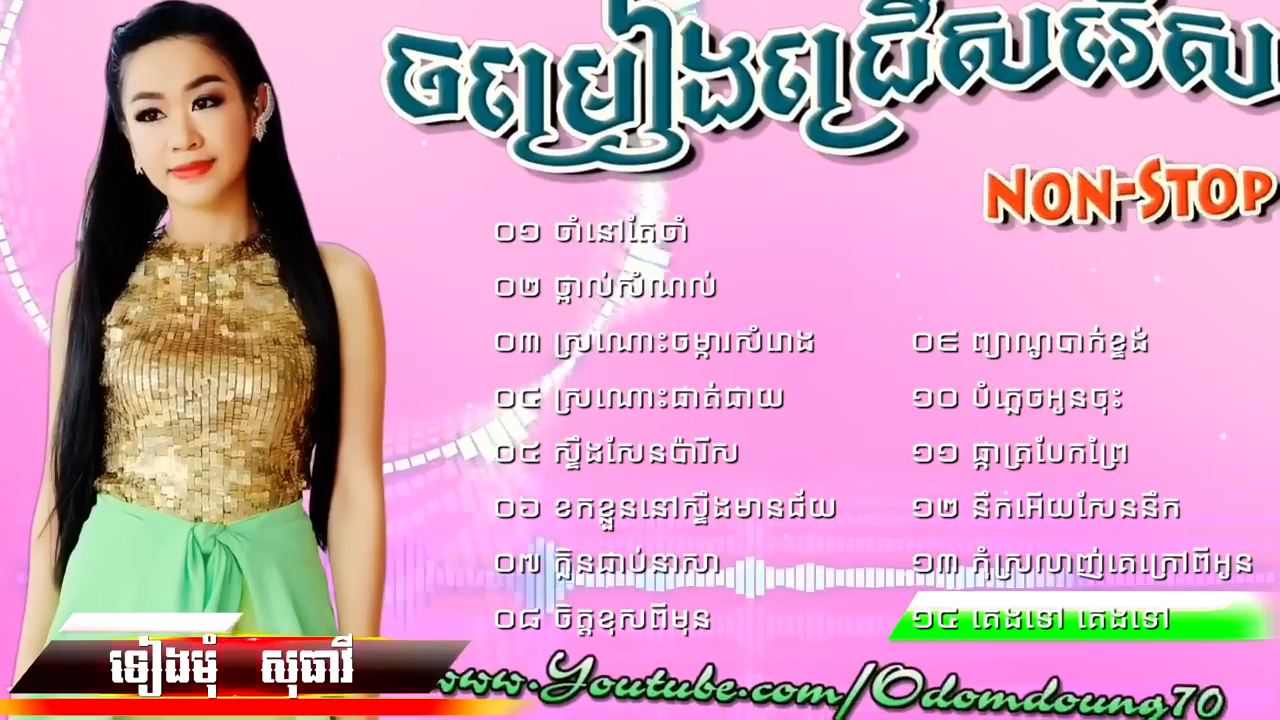 ចម្រៀងជ្រើសរើស
NON-STOP
០១ ចាំនៅតែចាំ
០២ ផ្គាល់សំណល់
០៣ ស្រណោះចម្ការសំរោង
០៤ ស្រណោះផាត់ជាយ
០៤ ស្ទឹងសែនប៉ារីស
០៦ ខកខ្លួននៅស្ទឹងមានជ័យ
០៧ ក្លិនជាប់នាសា
០៨ ចិត្តខុសពីមុន
០៩ ព្យាណូបាក់ខ្ទង់
១០ បំភ្លេចអូនចុះ
១១ ផ្កាត្របែកព្រៃ
១២ នឹកអើយសែននឹក
១៣ កុំស្រលាញ់គេក្រៅពីអូន
១៤ គេងទៅ គេងទៅ
ទៀងមុំ សុធាវី
www.Youtube.com/Odomdoung70